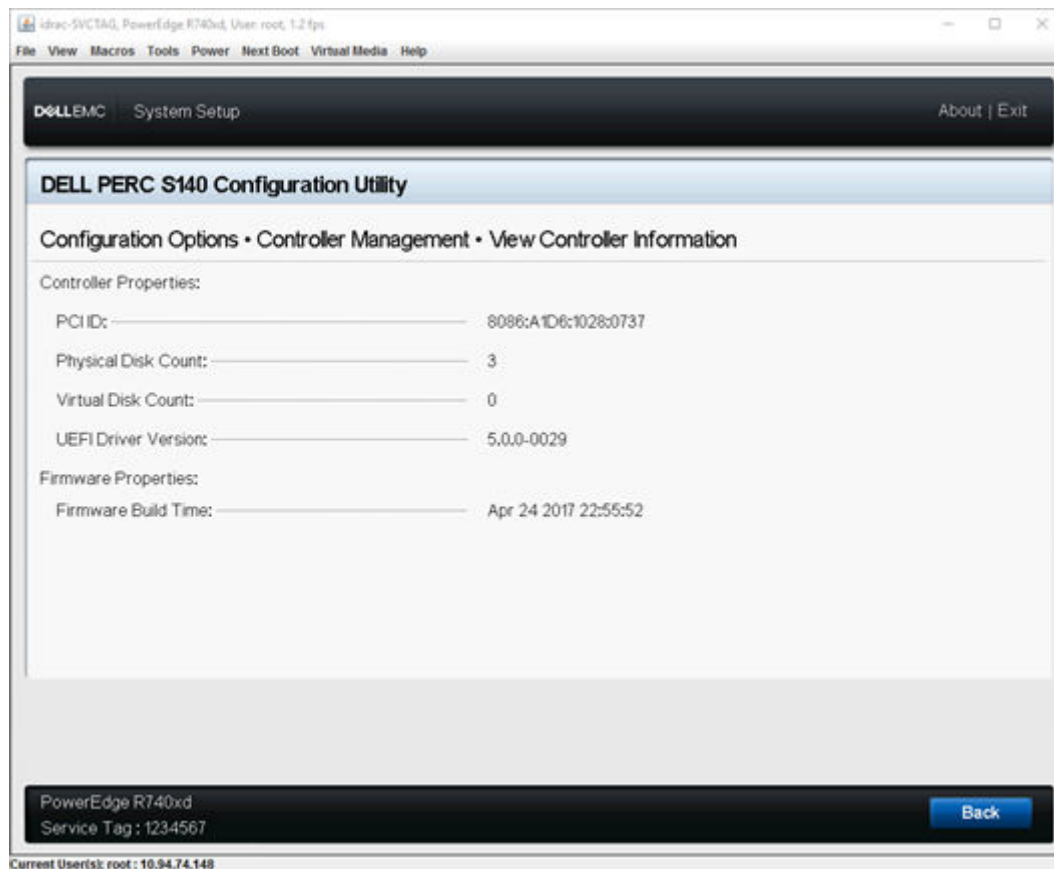 idrac-SVCTAG, PowerEdge R740xd, User: root, 1.2 fps
File View Macros Tools Power Next Boot Virtual Media Help
DELLEMC System Setup About | Exit
DELL PERC S140 Configuration Utility
Configuration Options • Controller Management • View Controller Information
Controller Properties:
PCI ID: 8086:A1D6:1028:0737
Physical Disk Count: 3
Virtual Disk Count: 0
UEFI Driver Version: 5.0.0-0029
Firmware Properties:
Firmware Build Time: Apr 24 2017 22:55:52
PowerEdge R740xd
Service Tag : 1234567
Back
Current User(s): root : 10.94.74.148